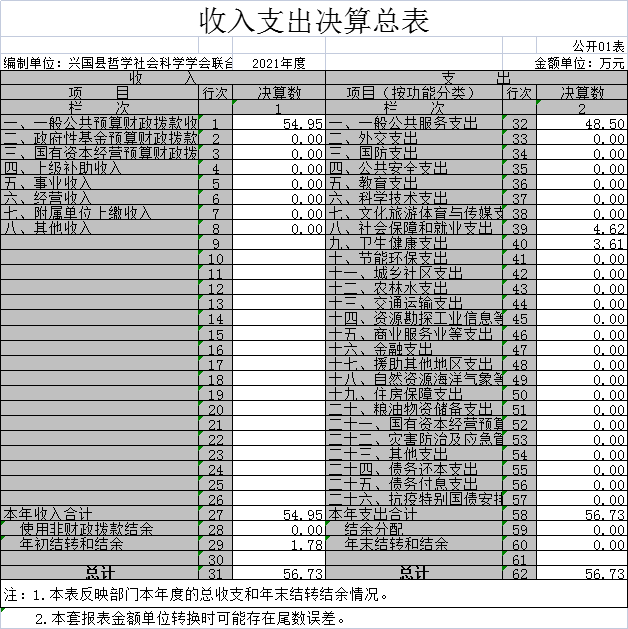 收入支出决算总表
公开01表
编制单位：兴国县哲学社会科学学会联合 2021年度 金额单位：万元
收 入 支 出
项 目 行次 决算数 项目（按功能分类） 行次 决算数
栏 次 1 栏 次 2
一、一般公共预算财政拨款收 1 54.95 一、一般公共服务支出 32 48.50
二、政府性基金预算财政拨款 2 0.00 二、外交支出 33 0.00
三、国有资本经营预算财政拨 3 0.00 三、国防支出 34 0.00
四、上级补助收入 4 0.00 四、公共安全支出 35 0.00
五、事业收入 5 0.00 五、教育支出 36 0.00
六、经营收入 6 0.00 六、科学技术支出 37 0.00
七、附属单位上缴收入 7 0.00 七、文化旅游体育与传媒支 38 0.00
八、其他收入 8 0.00 八、社会保障和就业支出 39 4.62
9 九、卫生健康支出 40 3.61
10 十、节能环保支出 41 0.00
11 十一、城乡社区支出 42 0.00
12 十二、农林水支出 43 0.00
13 十三、交通运输支出 44 0.00
14 十四、资源勘探工业信息等 45 0.00
15 十五、商业服务业等支出 46 0.00
16 十六、金融支出 47 0.00
17 十七、援助其他地区支出 48 0.00
18 十八、自然资源海洋气象等 49 0.00
19 十九、住房保障支出 50 0.00
20 二十、粮油物资储备支出 51 0.00
21 二十一、国有资本经营预算 52 0.00
22 二十二、灾害防治及应急管 53 0.00
23 二十三、其他支出 54 0.00
24 二十四、债务还本支出 55 0.00
25 二十五、债务付息支出 56 0.00
26 二十六、抗疫特别国债安排 57 0.00
本年收入合计 27 54.95 本年支出合计 58 56.73
使用非财政拨款结余 28 0.00 结余分配 59 0.00
年初结转和结余 29 1.78 年末结转和结余 60 0.00
30 61
总计 31 56.73 总计 62 56.73
注：1.本表反映部门本年度的总收支和年末结转结余情况。
2.本套报表金额单位转换时可能存在尾数误差。